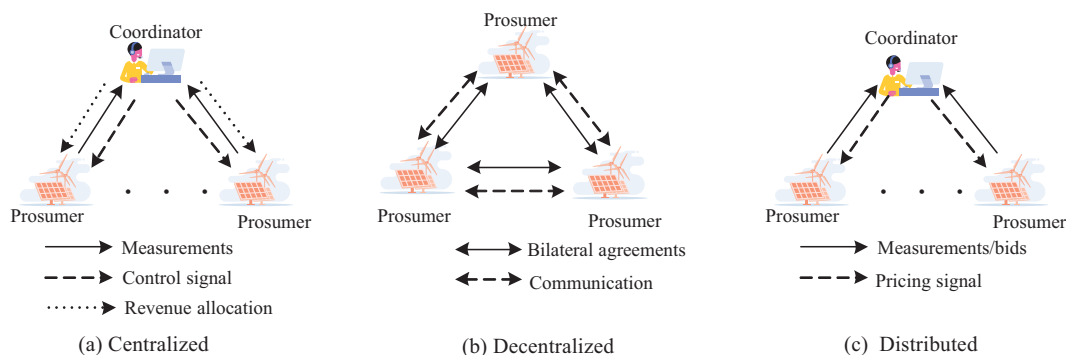 Coordinator
Prosumer
Prosumer
Measurements
Control signal
Revenue allocation
(a) Centralized
Prosumer
Prosumer
Prosumer
Bilateral agreements
Communication
(b) Decentralized
Coordinator
Prosumer
Prosumer
Measurements/bids
Pricing signal
(c) Distributed